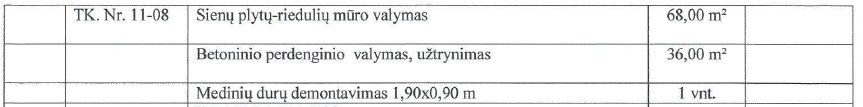 TK. Nr. 11-08 Sienų plytų-riedulių mūro valymas 68,00 m²
Betoninio perdenginio valymas, užtrynimas 36,00 m²
Medinių durų demontavimas 1,90x0,90 m 1 vnt.